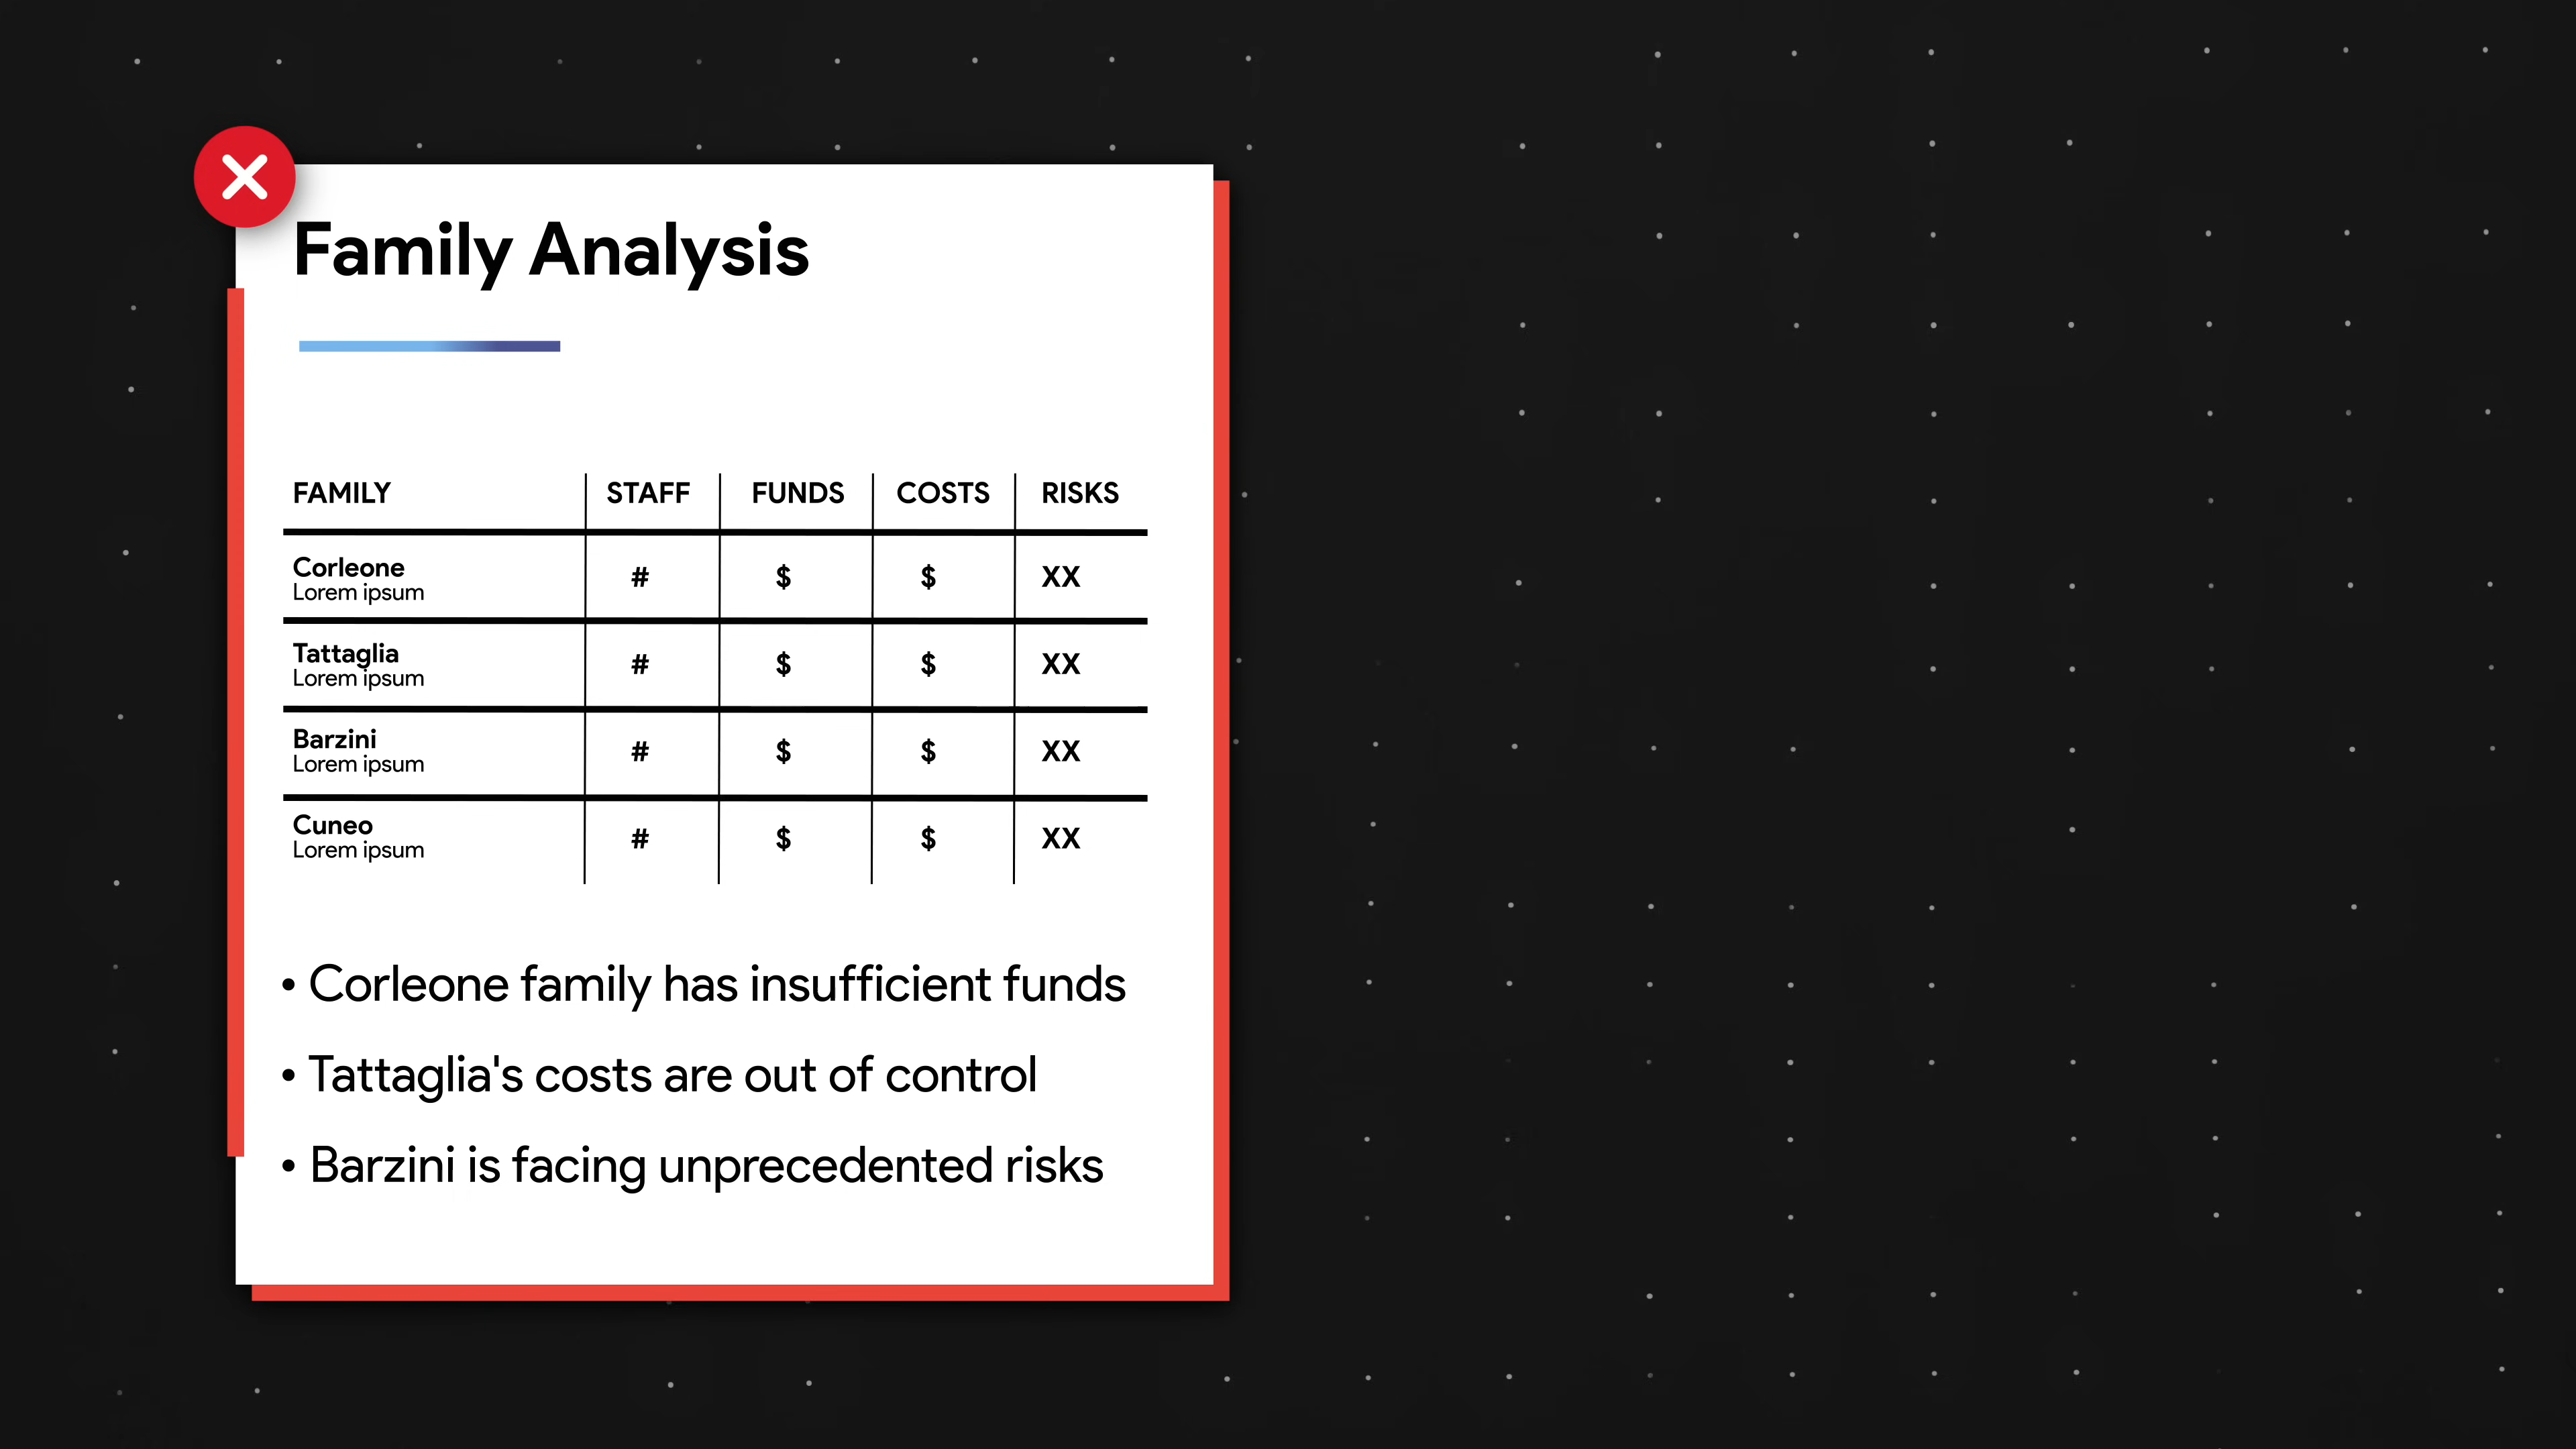 Family Analysis
FAMILY STAFF FUNDS COSTS RISKS
Corleone
Lorem ipsum
# $ $ XX
Tattaglia
Lorem ipsum
# $ $ XX
Barzini
Lorem ipsum
# $ $ XX
Cuneo
Lorem ipsum
# $ $ XX
• Corleone family has insufficient funds
• Tattaglia's costs are out of control
• Barzini is facing unprecedented risks